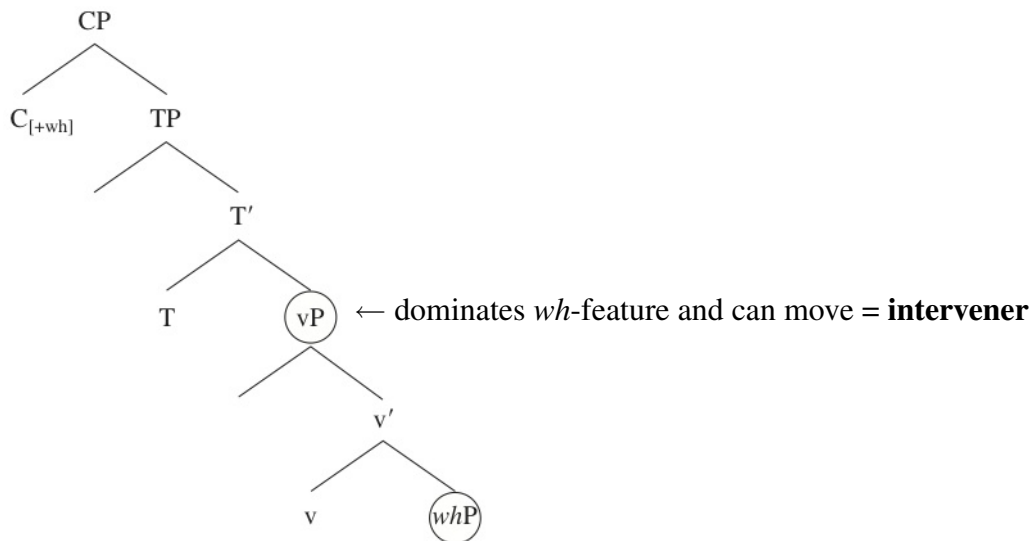 CP
C[+wh] TP
T′
T vP ← dominates wh-feature and can move = intervener
v′
v whP